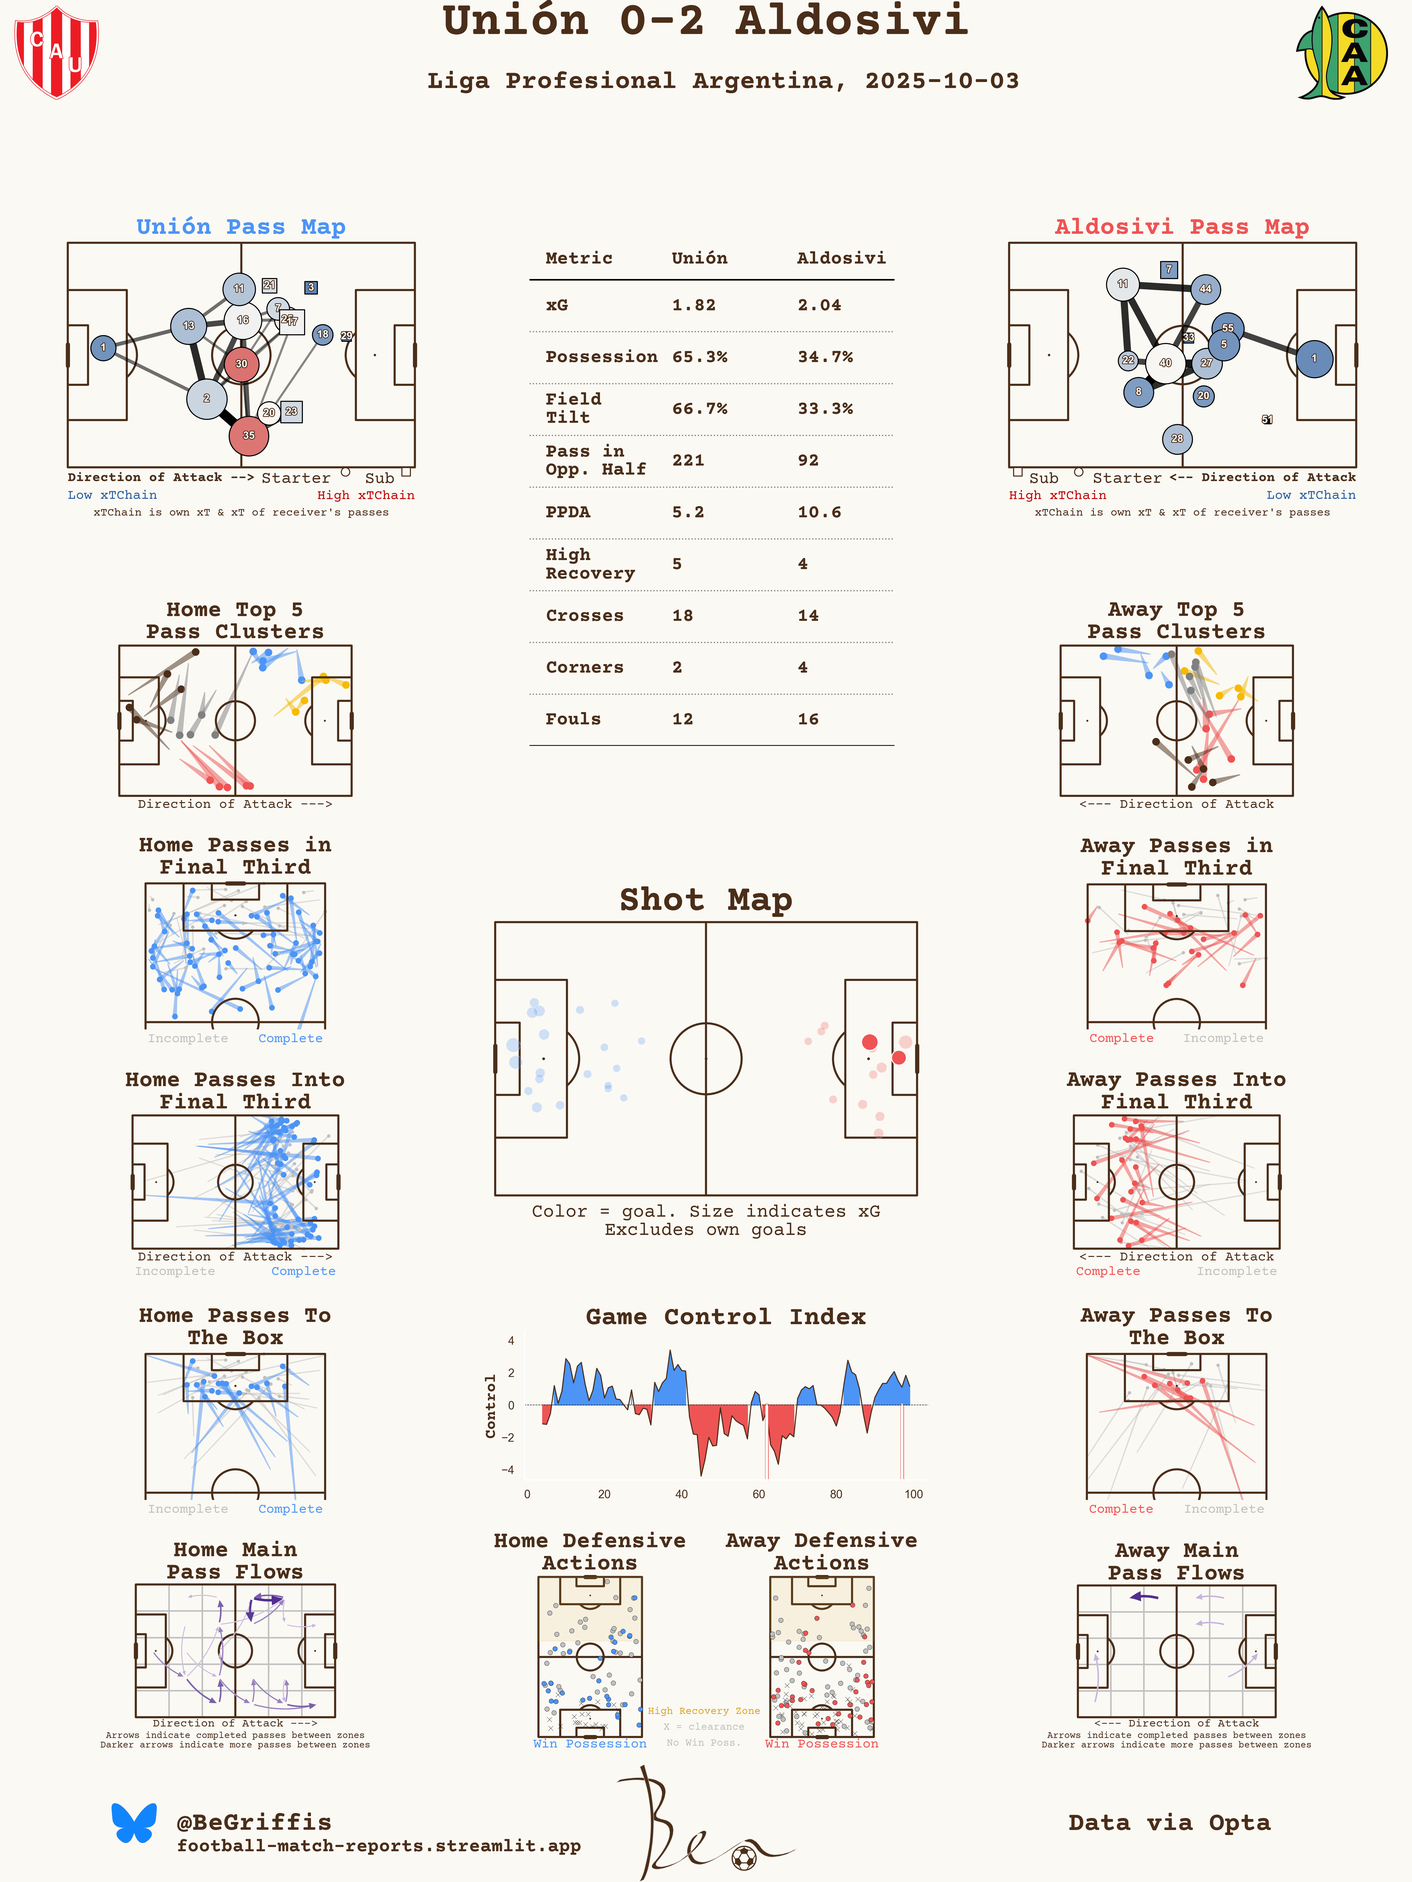 Unión 0-2 Aldosivi
Liga Profesional Argentina, 2025-10-03
CAU
CAA
Unión Pass Map
11
21
3
7
16
17
13
18
29
1
30
2
20
23
35
Direction of Attack --> Starter Sub
Low xTChain High xTChain
xTChain is own xT & xT of receiver's passes
Metric Unión Aldosivi
xG 1.82 2.04
Possession 65.3% 34.7%
Field
Tilt 66.7% 33.3%
Pass in
Opp. Half 221 92
PPDA 5.2 10.6
High
Recovery 5 4
Crosses 18 14
Corners 2 4
Fouls 12 16
Aldosivi Pass Map
7
11
44
55
33
5
22
40
27
1
8
20
51
28
Sub Starter <-- Direction of Attack
High xTChain Low xTChain
xTChain is own xT & xT of receiver's passes
Home Top 5
Pass Clusters
Direction of Attack --->
Away Top 5
Pass Clusters
<--- Direction of Attack
Home Passes in
Final Third
Incomplete Complete
Away Passes in
Final Third
Complete Incomplete
Shot Map
Color = goal. Size indicates xG
Excludes own goals
Home Passes Into
Final Third
Direction of Attack --->
Incomplete Complete
Away Passes Into
Final Third
<--- Direction of Attack
Complete Incomplete
Home Passes To
The Box
Incomplete Complete
Game Control Index
Control
4
2
0
−2
−4
0 20 40 60 80 100
Away Passes To
The Box
Complete Incomplete
Home Main
Pass Flows
Direction of Attack --->
Arrows indicate completed passes between zones
Darker arrows indicate more passes between zones
Home Defensive
Actions
Win Possession
High Recovery Zone
X = clearance
No Win Poss.
Away Defensive
Actions
Win Possession
Away Main
Pass Flows
<--- Direction of Attack
Arrows indicate completed passes between zones
Darker arrows indicate more passes between zones
@BeGriffis
football-match-reports.streamlit.app
Ben
Data via Opta